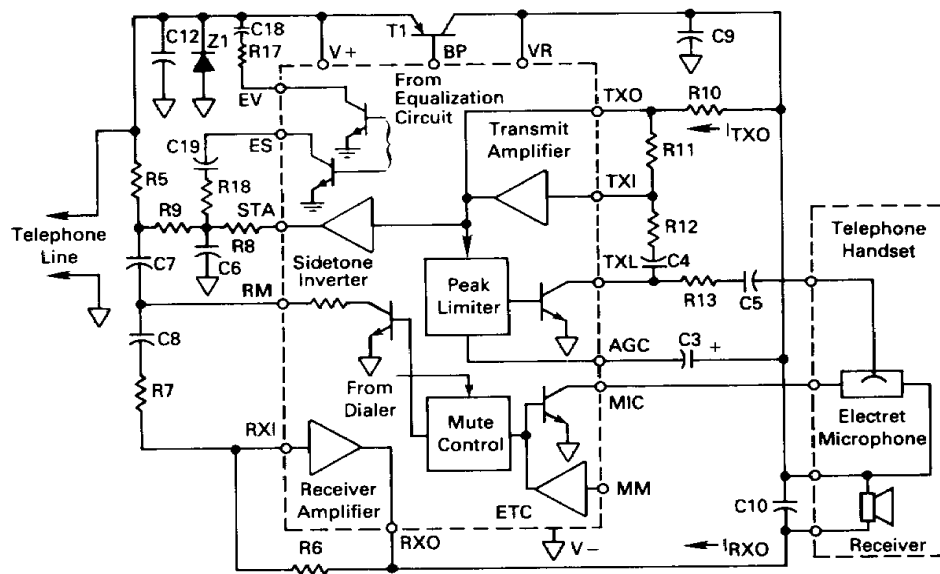 C18
T1
C12
Z1
R17
V+
BP
VR
C9
EV
From
Equalization
Circuit
TXO
R10
ITXO
ES
Transmit
Amplifier
R11
C19
R5
R18
TXI
R9
STA
R12
Telephone
Line
R8
Telephone
Handset
C7
C6
Sidetone
Inverter
TXL
C4
RM
Peak
Limiter
R13
C5
C8
AGC
C3
+
From
Dialer
MIC
R7
Electret
Microphone
RXI
Mute
Control
Receiver
Amplifier
ETC
MM
C10
RXO
V-
R6
IRXO
Receiver